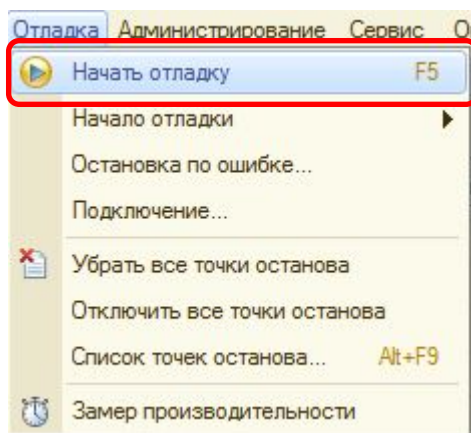 Отладка Администрирование Сервис
Начать отладку F5
Начало отладки
Остановка по ошибке...
Подключение...
Убрать все точки останова
Отключить все точки останова
Список точек останова... Alt+F9
Замер производительности